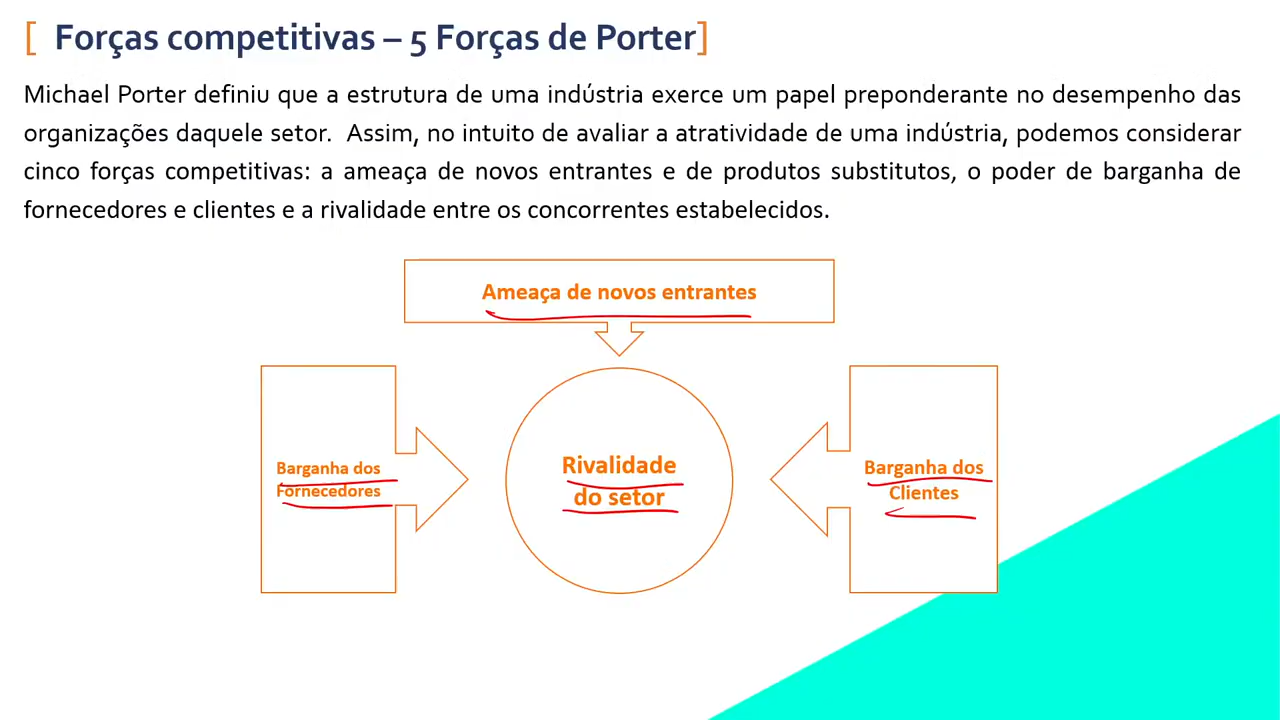 [ Forças competitivas – 5 Forças de Porter]
Michael Porter definiu que a estrutura de uma indústria exerce um papel preponderante no desempenho das
organizações daquele setor. Assim, no intuito de avaliar a atratividade de uma indústria, podemos considerar
cinco forças competitivas: a ameaça de novos entrantes e de produtos substitutos, o poder de barganha de
fornecedores e clientes e a rivalidade entre os concorrentes estabelecidos.
Ameaça de novos entrantes
Barganha dos
Fornecedores
Rivalidade
do setor
Barganha dos
Clientes